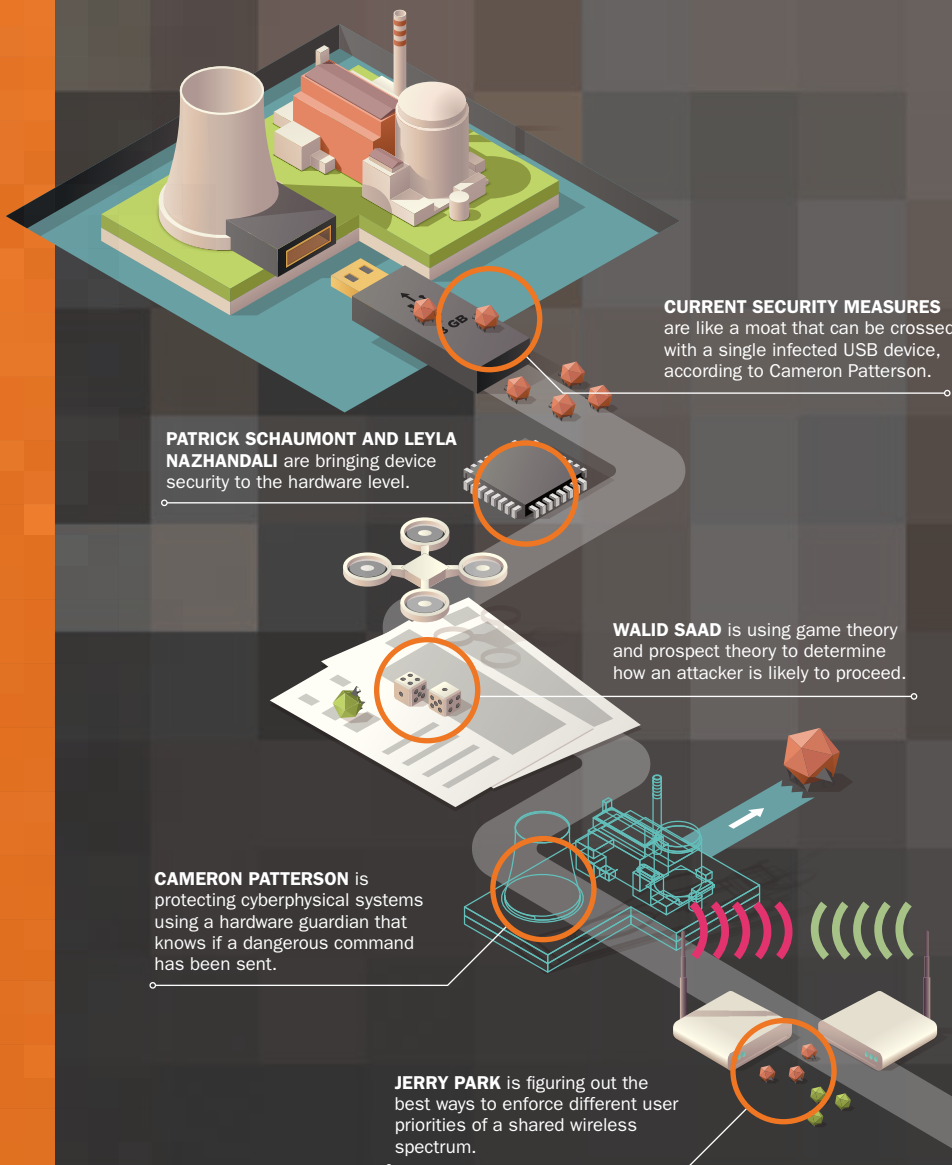 GB
CURRENT SECURITY MEASURES
are like a moat that can be crossed
with a single infected USB device,
according to Cameron Patterson.
PATRICK SCHAUMONT AND LEYLA
NAZHANDALI are bringing device
security to the hardware level.
WALID SAAD is using game theory
and prospect theory to determine
how an attacker is likely to proceed.
CAMERON PATTERSON is
protecting cyberphysical systems
using a hardware guardian that
knows if a dangerous command
has been sent.
JERRY PARK is figuring out the
best ways to enforce different user
priorities of a shared wireless
spectrum.